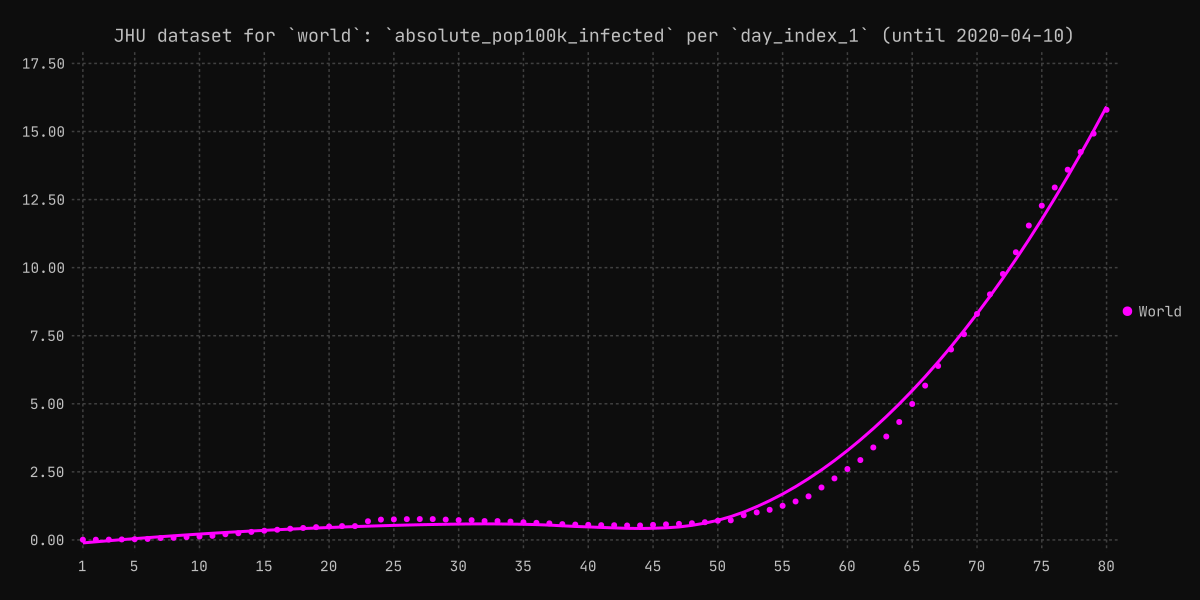 JHU dataset for `world`: `absolute_pop100k_infected` per `day_index_1` (until 2020-04-10)
17.50
15.00
12.50
10.00
7.50
5.00
2.50
0.00
World
1 5 10 15 20 25 30 35 40 45 50 55 60 65 70 75 80